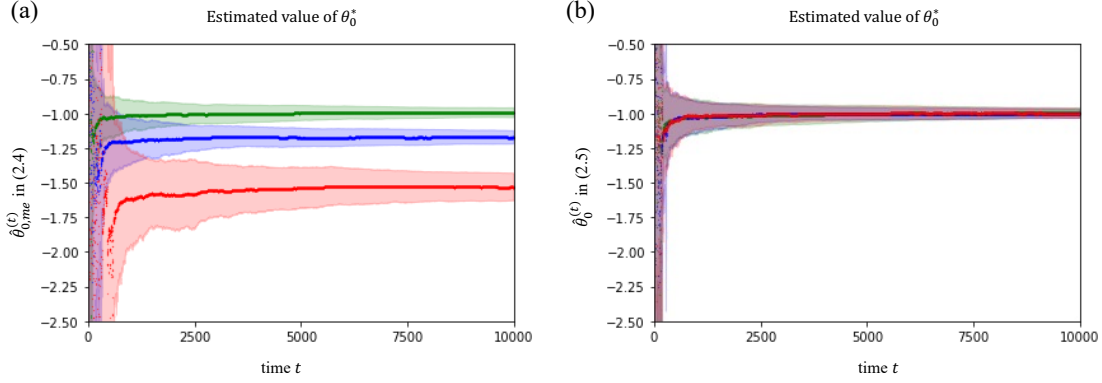 (a)
Estimated value of θ₀*
−0.50
−0.75
−1.00
−1.25
−1.50
−1.75
−2.00
−2.25
−2.50
θ̂₀,ₘₑ⁽ᵗ⁾ in (2.4)
0 2500 5000 7500 10000
time t
(b)
Estimated value of θ₀*
−0.50
−0.75
−1.00
−1.25
−1.50
−1.75
−2.00
−2.25
−2.50
θ̂₀⁽ᵗ⁾ in (2.5)
0 2500 5000 7500 10000
time t